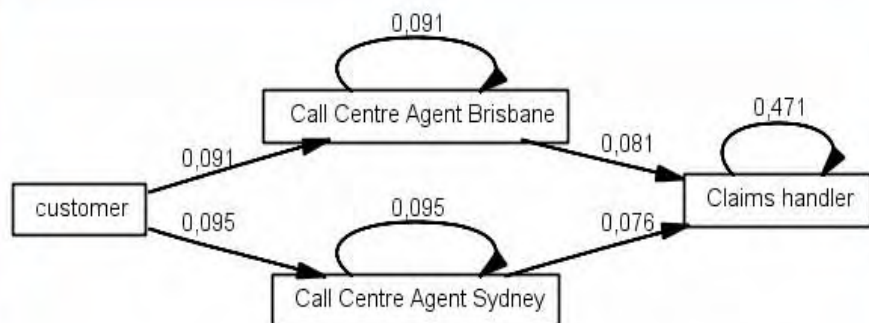 0,091
Call Centre Agent Brisbane
0,471
0,091
0,081
customer
Claims handler
0,095
0,095
0,076
Call Centre Agent Sydney